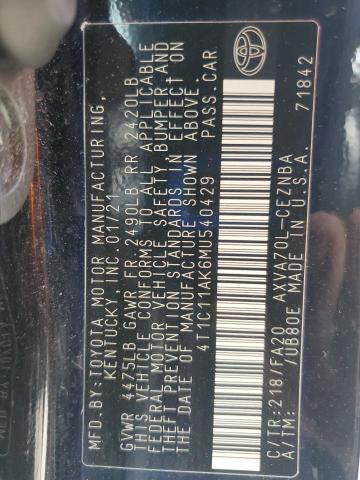 MFD.BY:TOYOTA MOTOR MANUFACTURING,
KENTUCKY, INC. 01/21
GVWR 4475LB GAWR FR 2490LB RR 2420LB
THIS VEHICLE CONFORMS TO ALL APPLICABLE
FEDERAL MOTOR VEHICLE SAFETY, BUMPER, AND
THEFT PREVENTION STANDARDS IN EFFECT ON
THE DATE OF MANUFACTURE SHOWN ABOVE.
4T1C11AK6MU540429 PASS.CAR
C/TR:218/FA20 AXVA70L-CEZNBA
A/TM: /UB80E MADE IN U.S.A. 71842